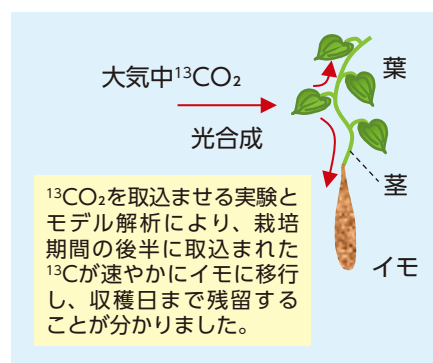 大気中¹³CO₂
光合成
葉
茎
イモ
¹³CO₂を取込ませる実験と
モデル解析により、栽培
期間の後半に取込まれた
¹³Cが速やかにイモに移行
し、収穫日まで残留する
ことが分かりました。